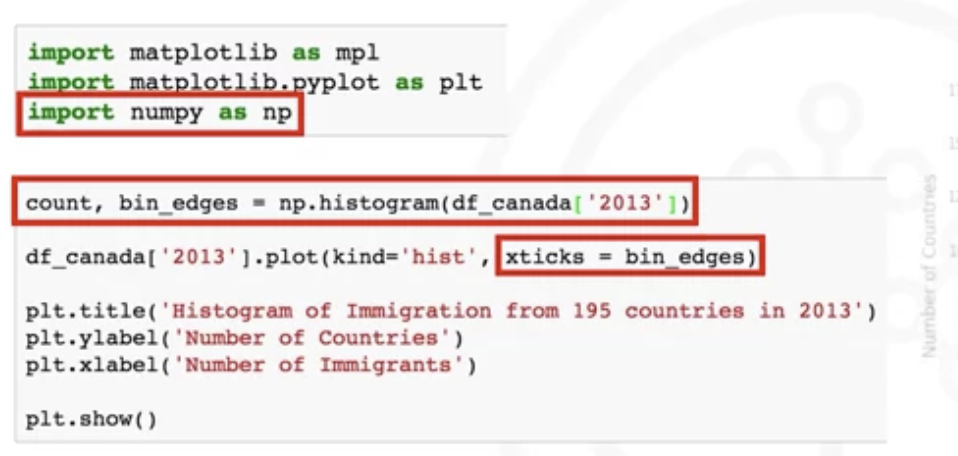 import matplotlib as mpl
import matplotlib.pyplot as plt
import numpy as np
count, bin_edges = np.histogram(df_canada['2013'])
df_canada['2013'].plot(kind='hist', xticks = bin_edges)
plt.title('Histogram of Immigration from 195 countries in 2013')
plt.ylabel('Number of Countries')
plt.xlabel('Number of Immigrants')
plt.show()
Number of Countries